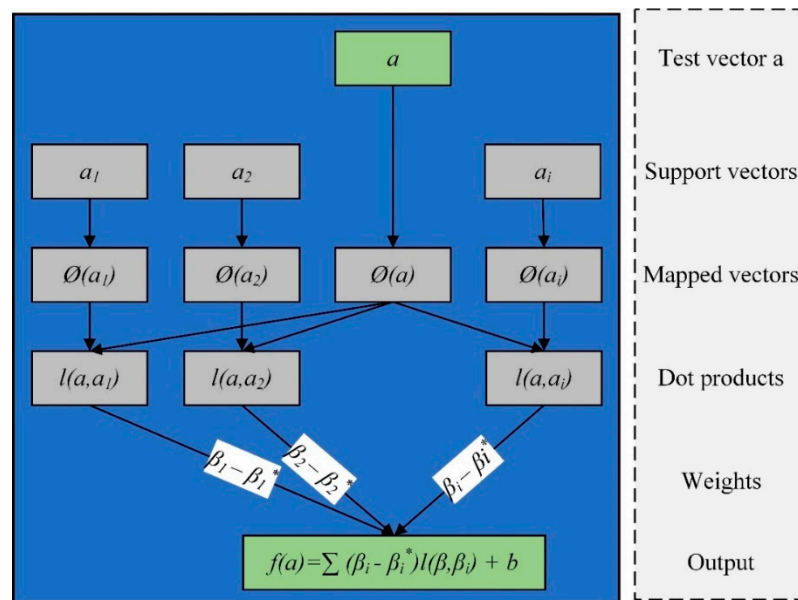 a
Test vector a
a₁ a₂ aᵢ
Support vectors
Ø(a₁) Ø(a₂) Ø(a) Ø(aᵢ)
Mapped vectors
l(a,a₁) l(a,a₂) l(a,aᵢ)
Dot products
β₁−β₁* β₂−β₂* βᵢ−βi*
Weights
f(a)=∑ (βᵢ-βᵢ*)l(β,βᵢ) + b
Output